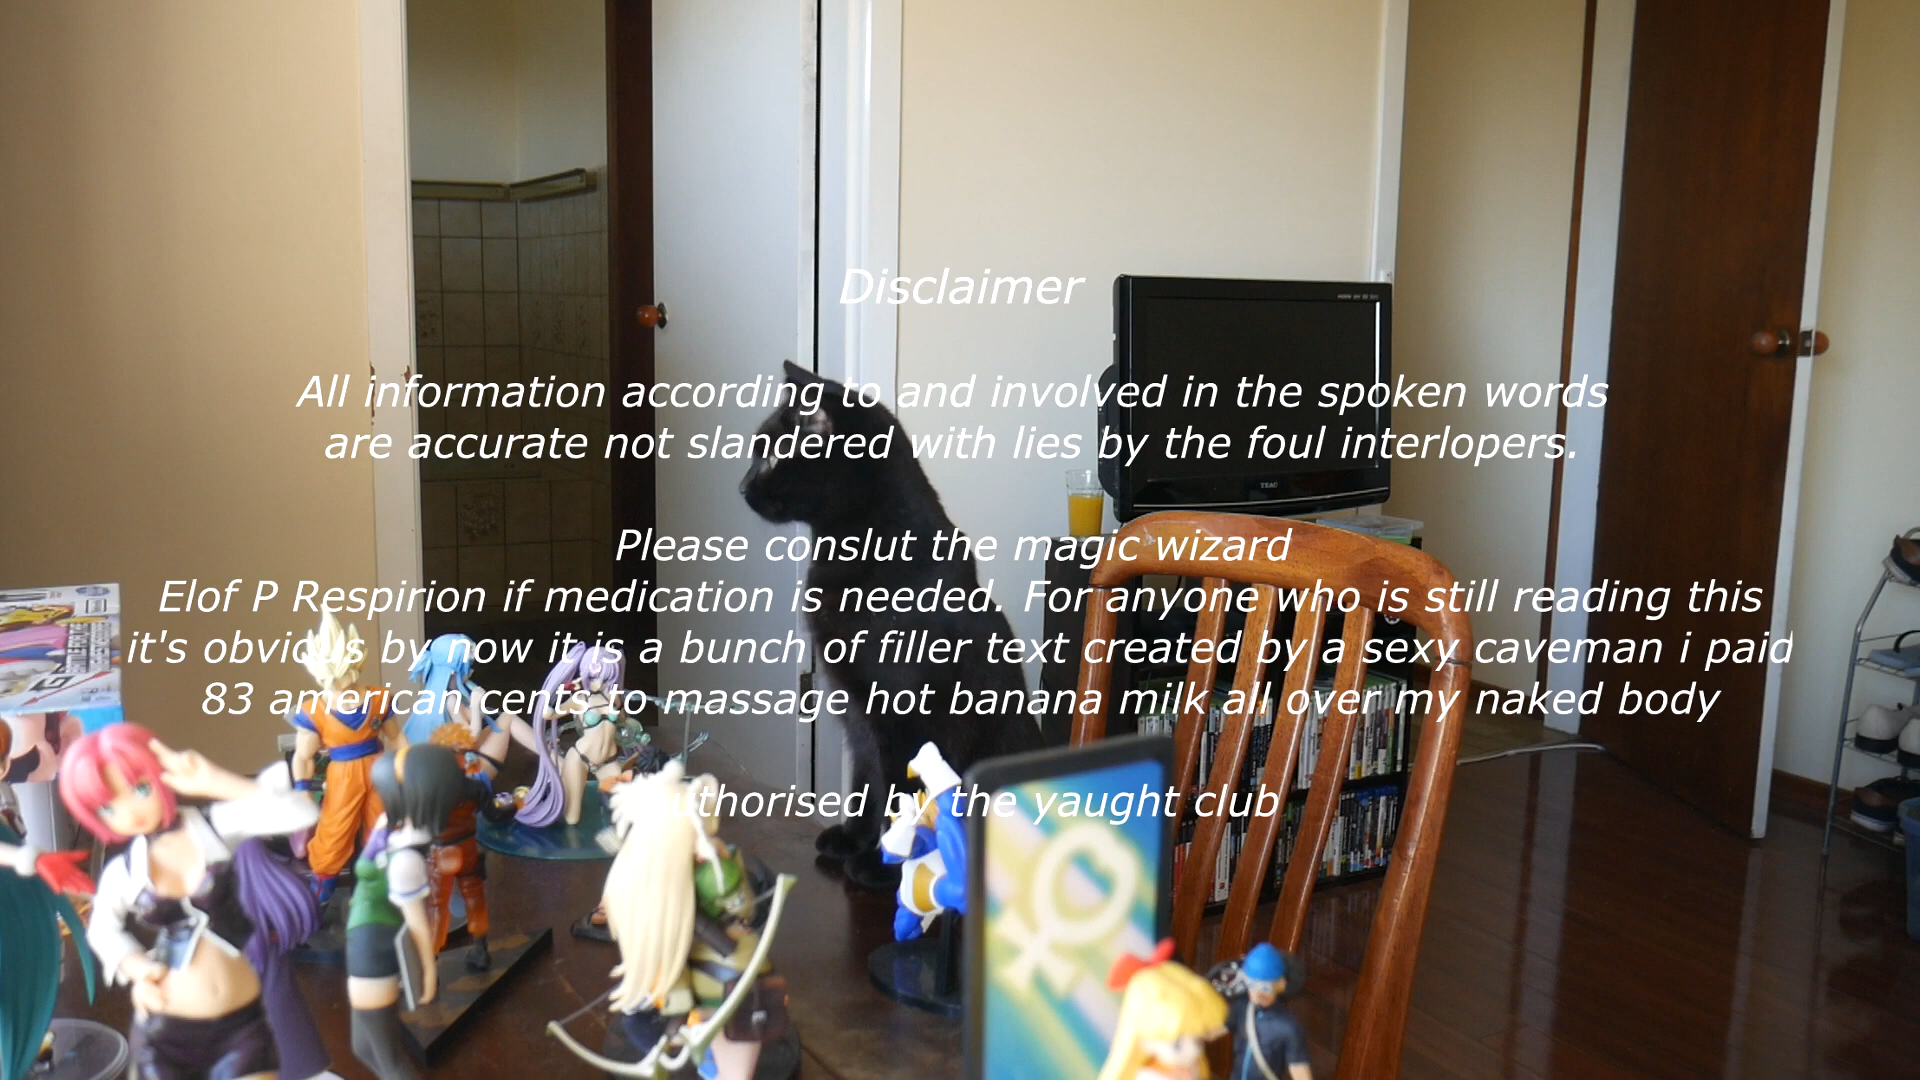 Disclaimer
All information according to and involved in the spoken words
are accurate not slandered with lies by the foul interlopers.
Please conslut the magic wizard
Elof P Respirion if medication is needed. For anyone who is still reading this
it's obvious by now it is a bunch of filler text created by a sexy caveman i paid
83 american cents to massage hot banana milk all over my naked body
Authorised by the yaught club
TEAC